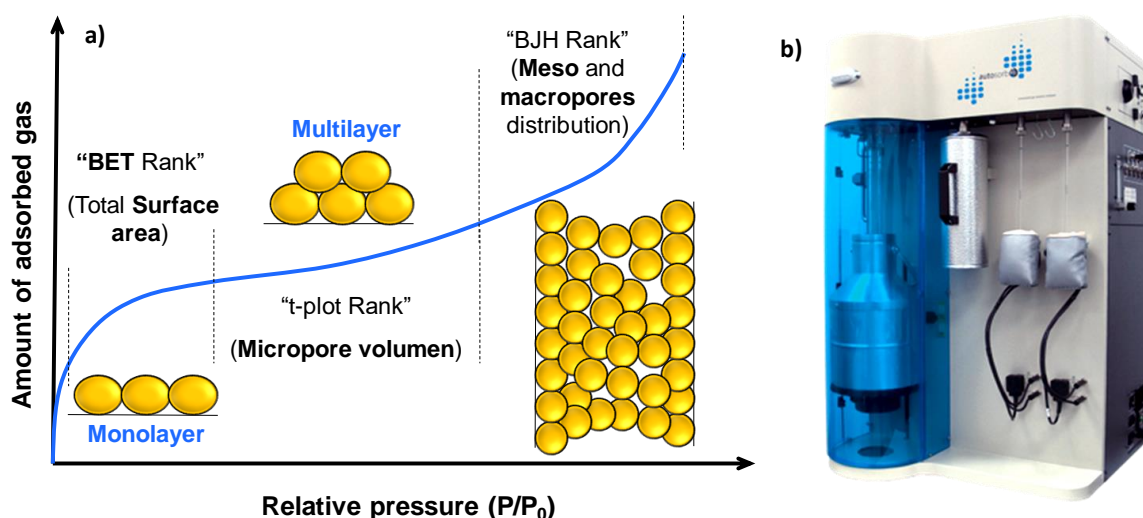 a)
"BET Rank"
(Total Surface
area)
Multilayer
"BJH Rank"
(Meso and
macropores
distribution)
"t-plot Rank"
(Micropore volumen)
Monolayer
Amount of adsorbed gas
Relative pressure (P/P₀)
b)
autosorb